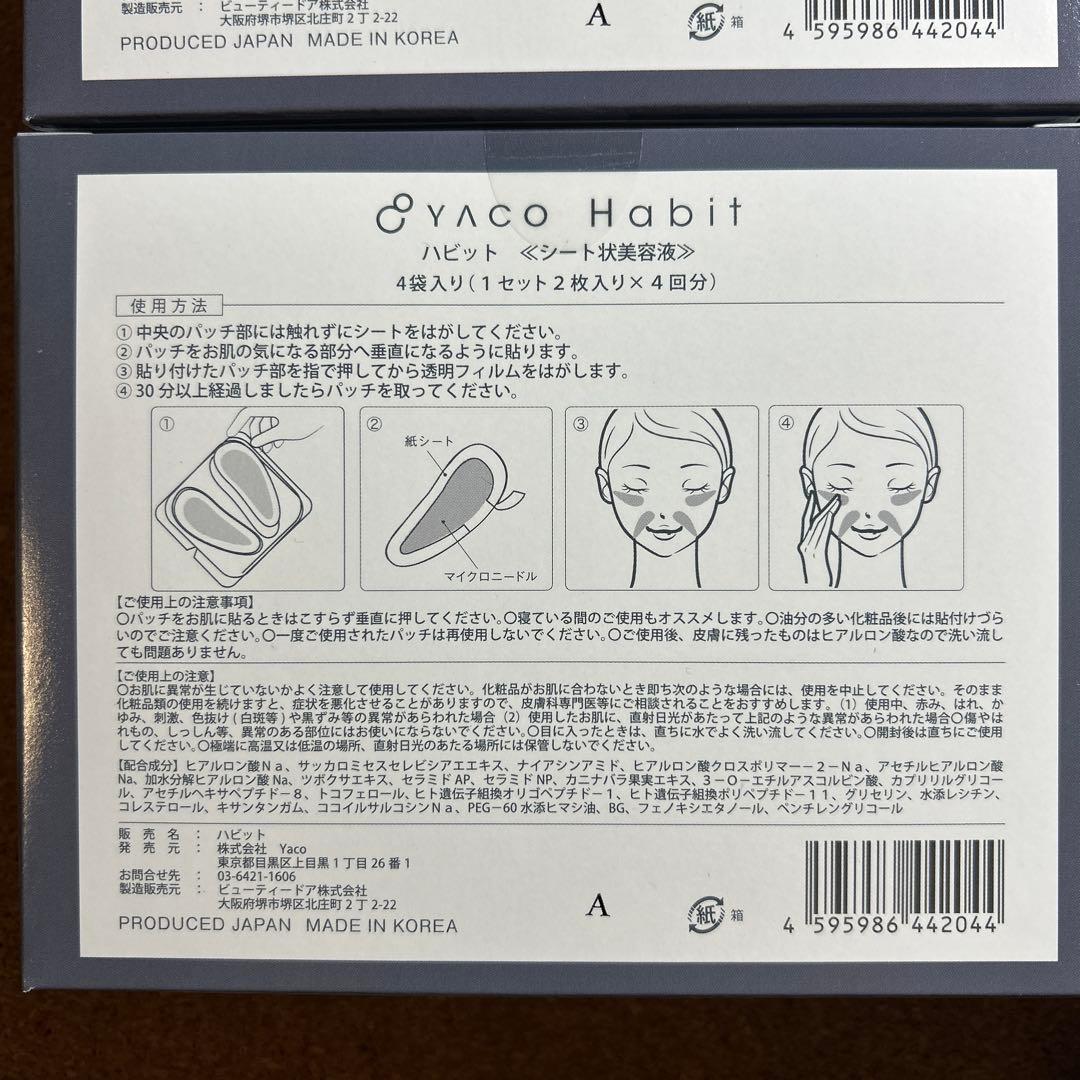 製造販売元 : ビューティードア株式会社
大阪府堺市堺区北庄町2丁2-22
PRODUCED JAPAN MADE IN KOREA
A
紙 箱
4 595986 442044
YACO Habit
ハビット ≪シート状美容液≫
4袋入り(1セット2枚入り×4回分)
使用方法
①中央のパッチ部には触れずにシートをはがしてください。
②パッチをお肌の気になる部分へ垂直になるように貼ります。
③貼り付けたパッチ部を指で押してから透明フィルムをはがします。
④30分以上経過しましたらパッチを取ってください。
① ② ③ ④
紙シート
マイクロニードル
【ご使用上の注意事項】
〇パッチをお肌に貼るときはこすらず垂直に押してください。〇寝ている間のご使用もオススメします。〇油分の多い化粧品後には貼付けづら
いのでご注意ください。〇一度ご使用されたパッチは再使用しないでください。〇ご使用後、皮膚に残ったものはヒアルロン酸なので洗い流し
ても問題ありません。
【ご使用上の注意】
〇お肌に異常が生じていないかよく注意して使用してください。化粧品がお肌に合わないとき即ち次のような場合には、使用を中止してください。そのまま
化粧品類の使用を続けますと、症状を悪化させることがありますので、皮膚科専門医等にご相談されることをおすすめします。(1)使用中、赤み、はれ、か
ゆみ、刺激、色抜け(白斑等)や黒ずみ等の異常があらわれた場合(2)使用したお肌に、直射日光があたって上記のような異常があらわれた場合〇傷やは
れもの、しっしん等、異常のある部位にはお使いにならないでください。〇目に入ったときは、直ちに水でよく洗い流してください。〇開封後は直ちにご使用
してください。〇極端に高温又は低温の場所、直射日光のあたる場所には保管しないでください。
【配合成分】ヒアルロン酸Na、サッカロミセスセレビシアエエキス、ナイアシンアミド、ヒアルロン酸クロスポリマー-2-Na、アセチルヒアルロン酸
Na、加水分解ヒアルロン酸Na、ツボクサエキス、セラミドAP、セラミドNP、カニナバラ果実エキス、3-O-エチルアスコルビン酸、カプリリルグリコー
ル、アセチルヘキサペプチド-8、トコフェロール、ヒト遺伝子組換オリゴペプチド-1、ヒト遺伝子組換ポリペプチド-11、グリセリン、水添レシチン、
コレステロール、キサンタンガム、ココイルサルコシンNa、PEG-60水添ヒマシ油、BG、フェノキシエタノール、ペンチレングリコール
販売名 : ハビット
発売元 : 株式会社 Yaco
東京都目黒区上目黒1丁目26番1
お問合せ先 : 03-6421-1606
製造販売元 : ビューティードア株式会社
大阪府堺市堺区北庄町2丁2-22
PRODUCED JAPAN MADE IN KOREA
A
紙 箱
4 595986 442044